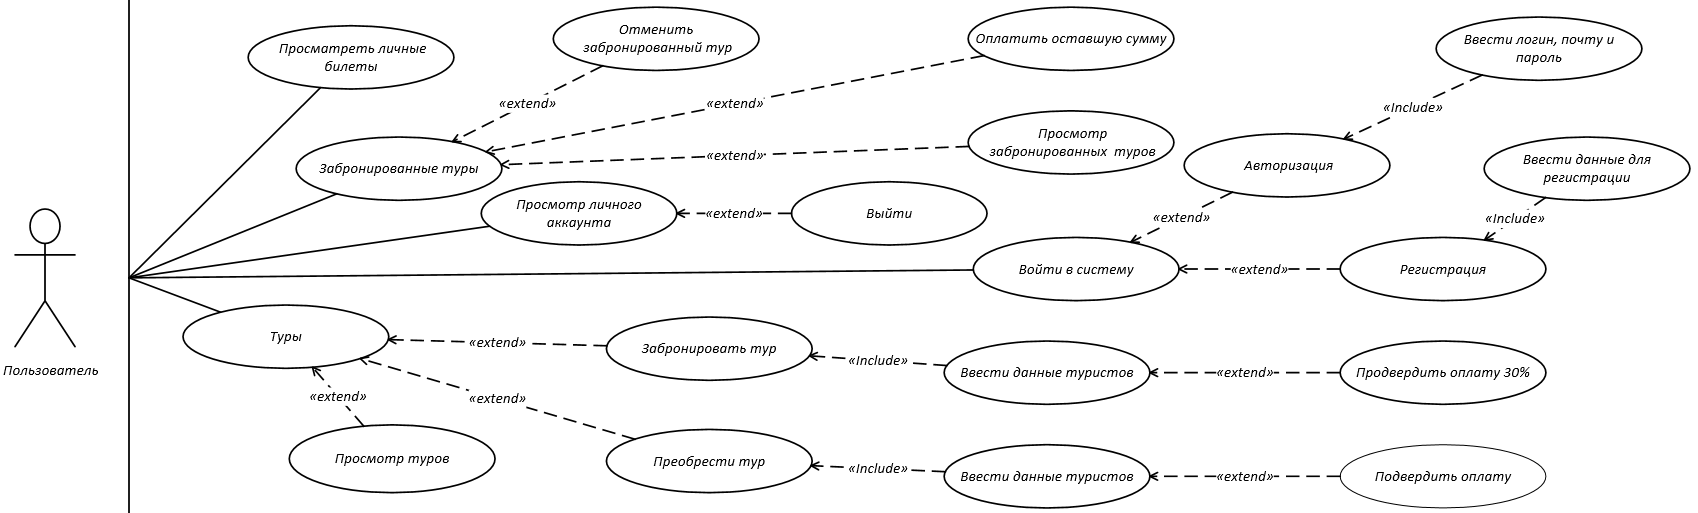 Просматреть личные
билеты
Отменить
забронированный тур
Оплатить оставшую сумму
Ввести логин, почту и
пароль
«extend»
«extend»
«Include»
Забронированные туры
«extend»
Просмотр
забронированных туров
Авторизация
Ввести данные для
регистрации
Просмотр личного
аккаунта
«extend»
Выйти
«extend»
«Include»
Войти в систему
«extend»
Регистрация
Пользователь
Туры
«extend»
Забронировать тур
«Include»
Ввести данные туристов
«extend»
Продвердить оплату 30%
«extend»
«extend»
Просмотр туров
Преобрести тур
«Include»
Ввести данные туристов
«extend»
Подвердить оплату